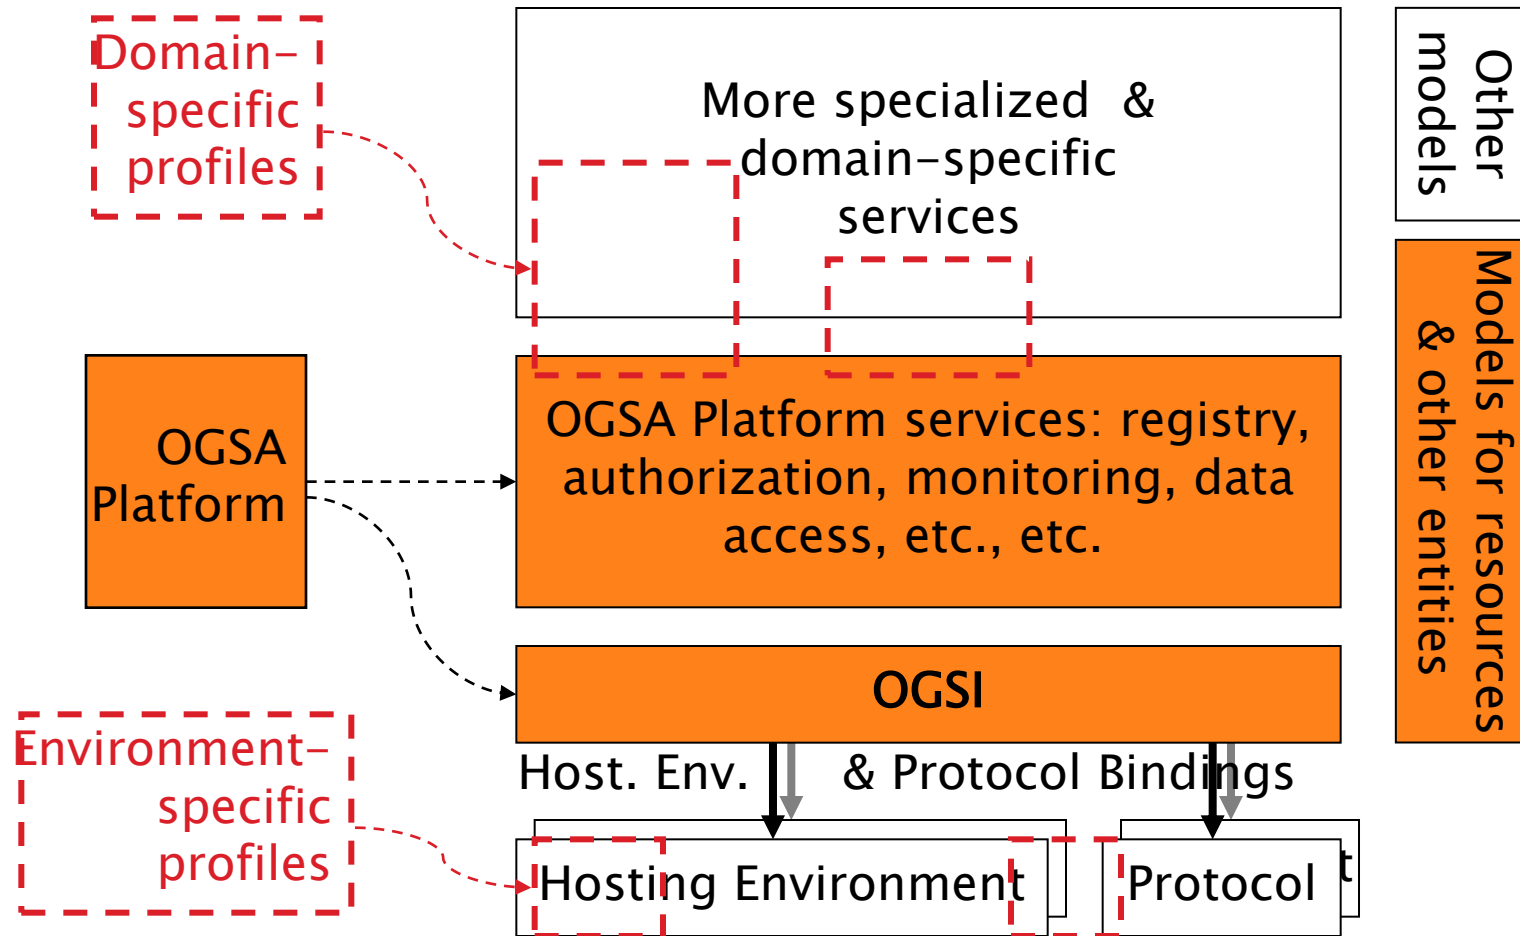 Domain-
specific
profiles
More specialized &
domain-specific
services
Other
models
OGSA
Platform
OGSA Platform services: registry,
authorization, monitoring, data
access, etc., etc.
Models for resources
& other entities
OGSI
Environment-
specific
profiles
Host. Env. & Protocol Bindings
Hosting Environment
Protocol
t